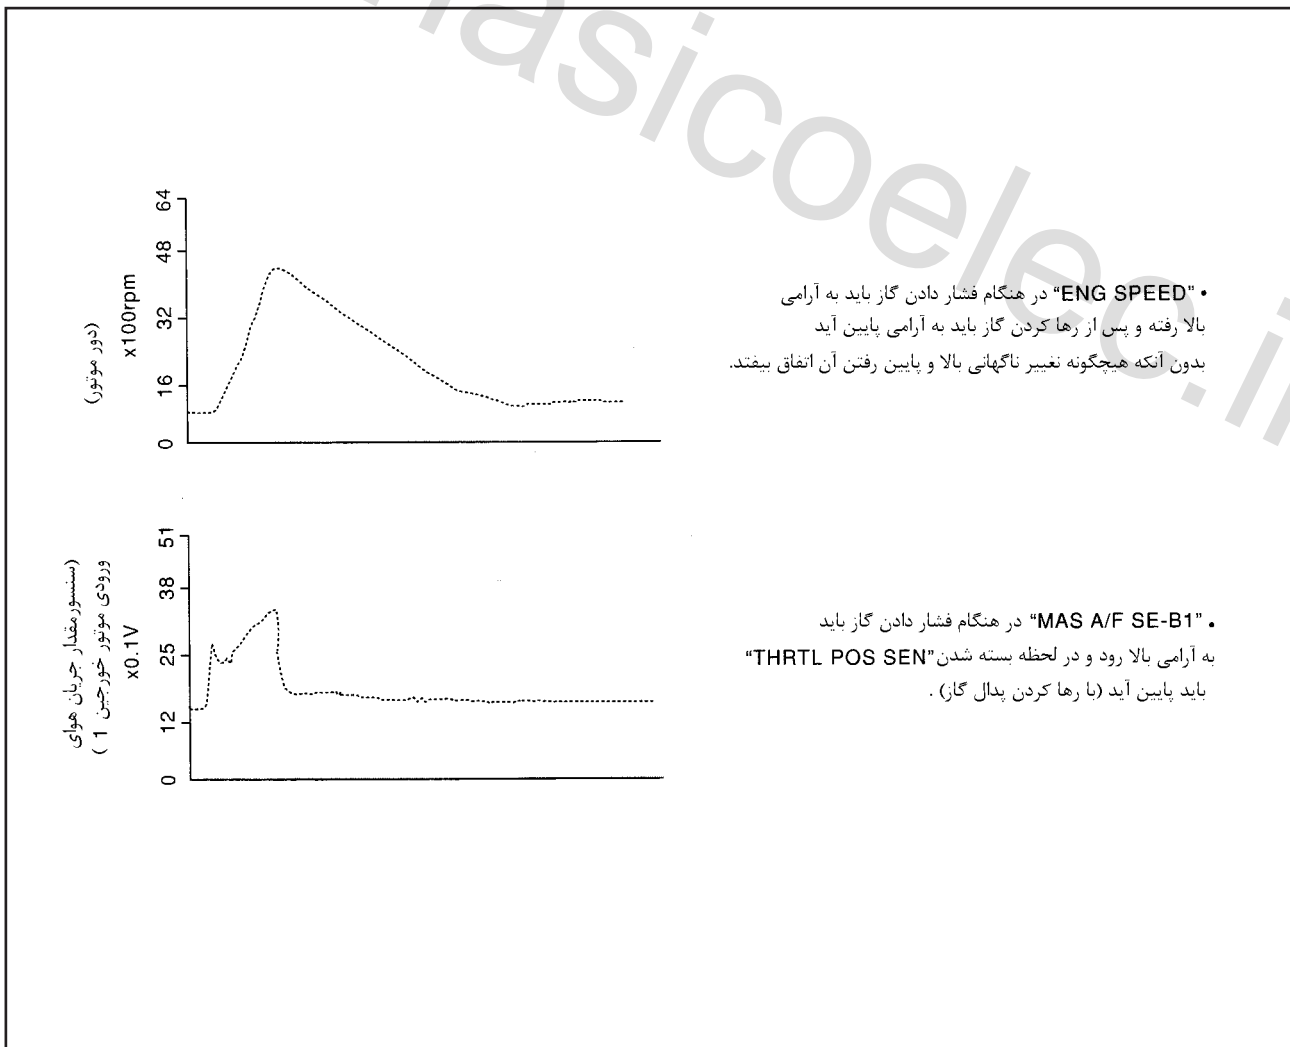 nasicoelec.ir
64
48
32
16
0
x100rpm
(دور موتور)
• "ENG SPEED" در هنگام فشار دادن گاز باید به آرامی
بالا رفته و پس از رها کردن گاز باید به آرامی پایین آید
بدون آنکه هیچگونه نغییر ناگهانی بالا و پایین رفتن آن اتفاق بیفتد.
51
38
25
12
0
x0.1V
(سنسورمقدار جریان هوای
ورودی موتور خورجین 1 )
• "MAS A/F SE-B1" در هنگام فشار دادن گاز باید
به آرامی بالا رود و در لحظه بسته شدن"THRTL POS SEN"
باید پایین آید (با رها کردن پدال گاز) .